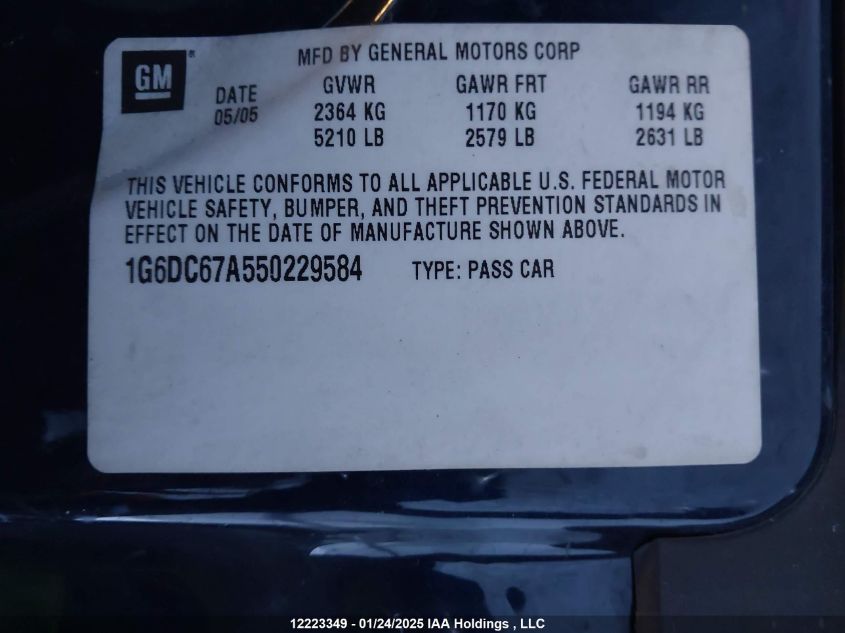 MFD BY GENERAL MOTORS CORP
GM ®
DATE GVWR GAWR FRT GAWR RR
05/05 2364 KG 1170 KG 1194 KG
5210 LB 2579 LB 2631 LB
THIS VEHICLE CONFORMS TO ALL APPLICABLE U.S. FEDERAL MOTOR
VEHICLE SAFETY, BUMPER, AND THEFT PREVENTION STANDARDS IN
EFFECT ON THE DATE OF MANUFACTURE SHOWN ABOVE.
1G6DC67A550229584 TYPE: PASS CAR
12223349 - 01/24/2025 IAA Holdings , LLC